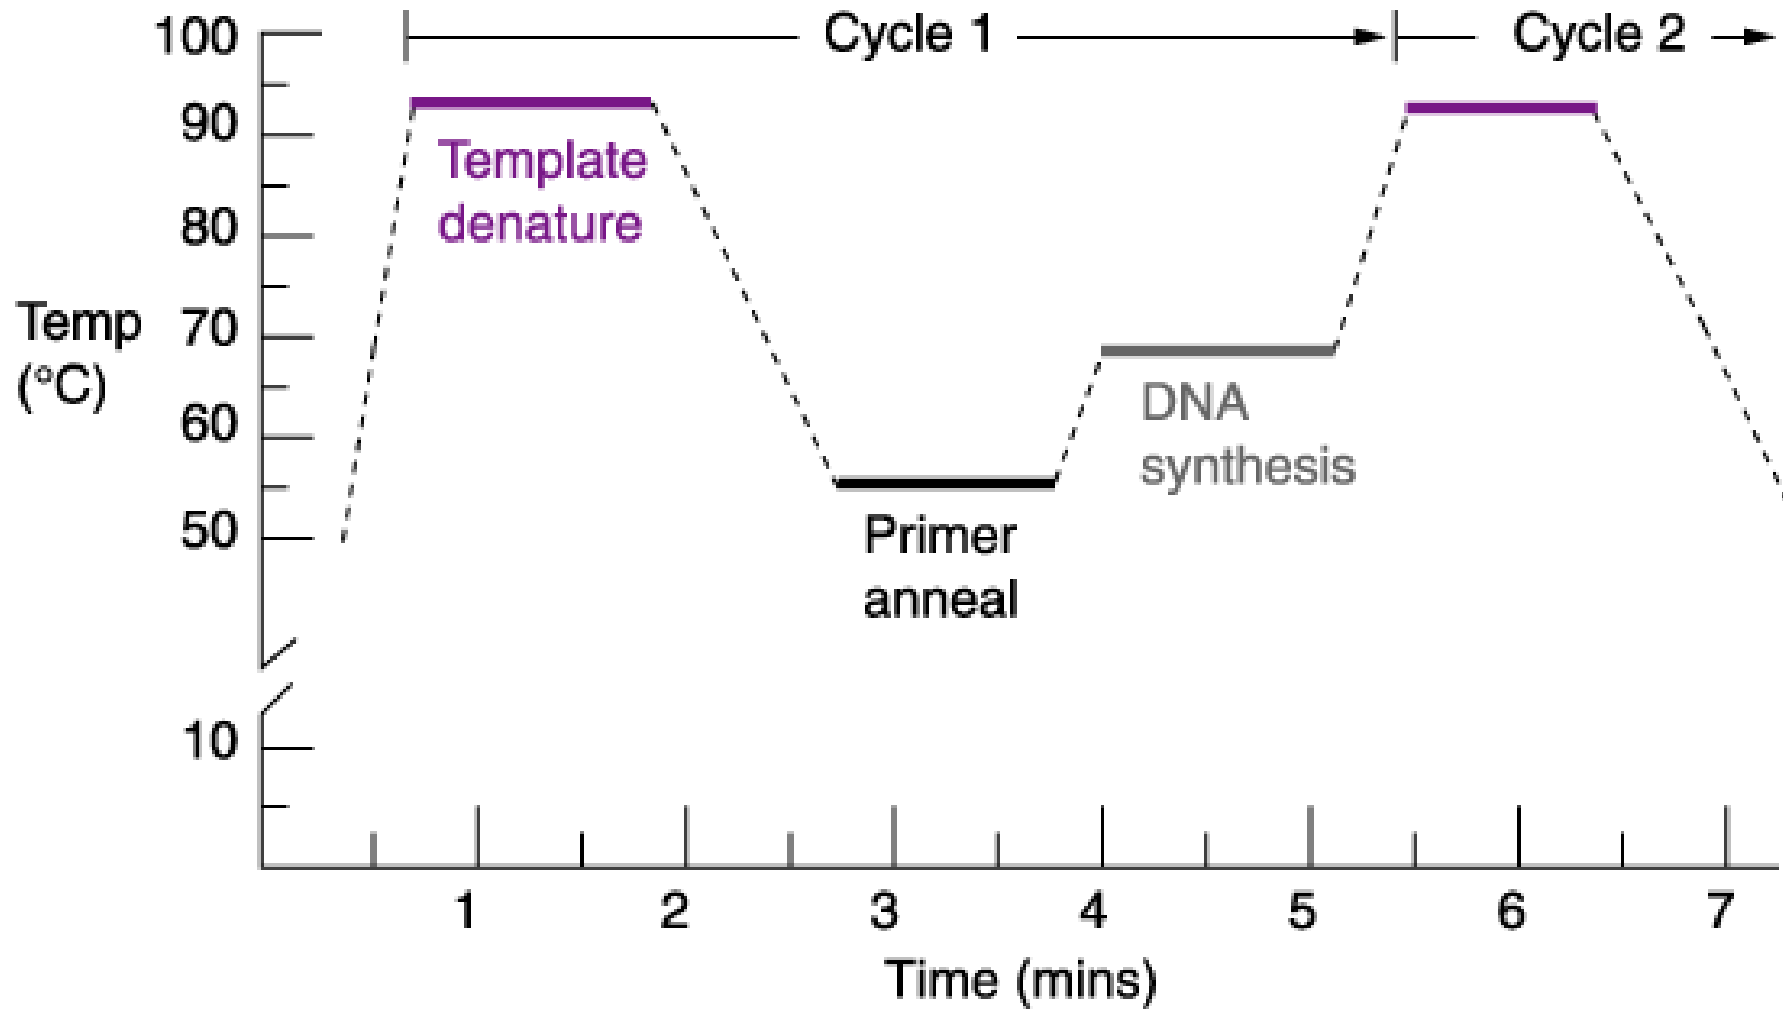 Cycle 1
Cycle 2
100
90
80
70
60
50
10
Temp
(°C)
Template
denature
Primer
anneal
DNA
synthesis
1 2 3 4 5 6 7
Time (mins)